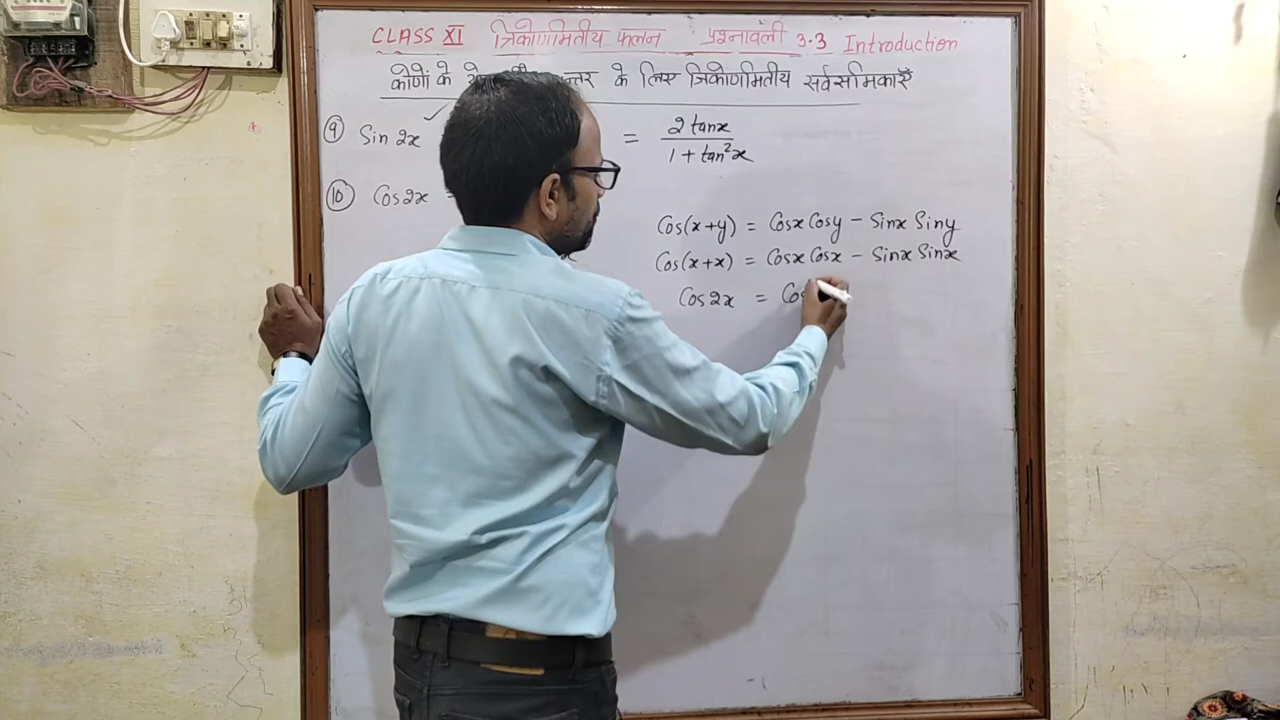 CLASS XI त्रिकोणमितीय फलन प्रश्नावली 3.3 Introduction
कोणों के के लिए त्रिकोणमितीय सर्वसमिकाएँ
9 Sin 2x = 2 tanx / 1 + tan²x
10 Cos2x
Cos(x+y) = Cosx Cosy − Sinx Siny
Cos(x+x) = Cosx Cosx − Sinx Sinx
Cos2x = Cos